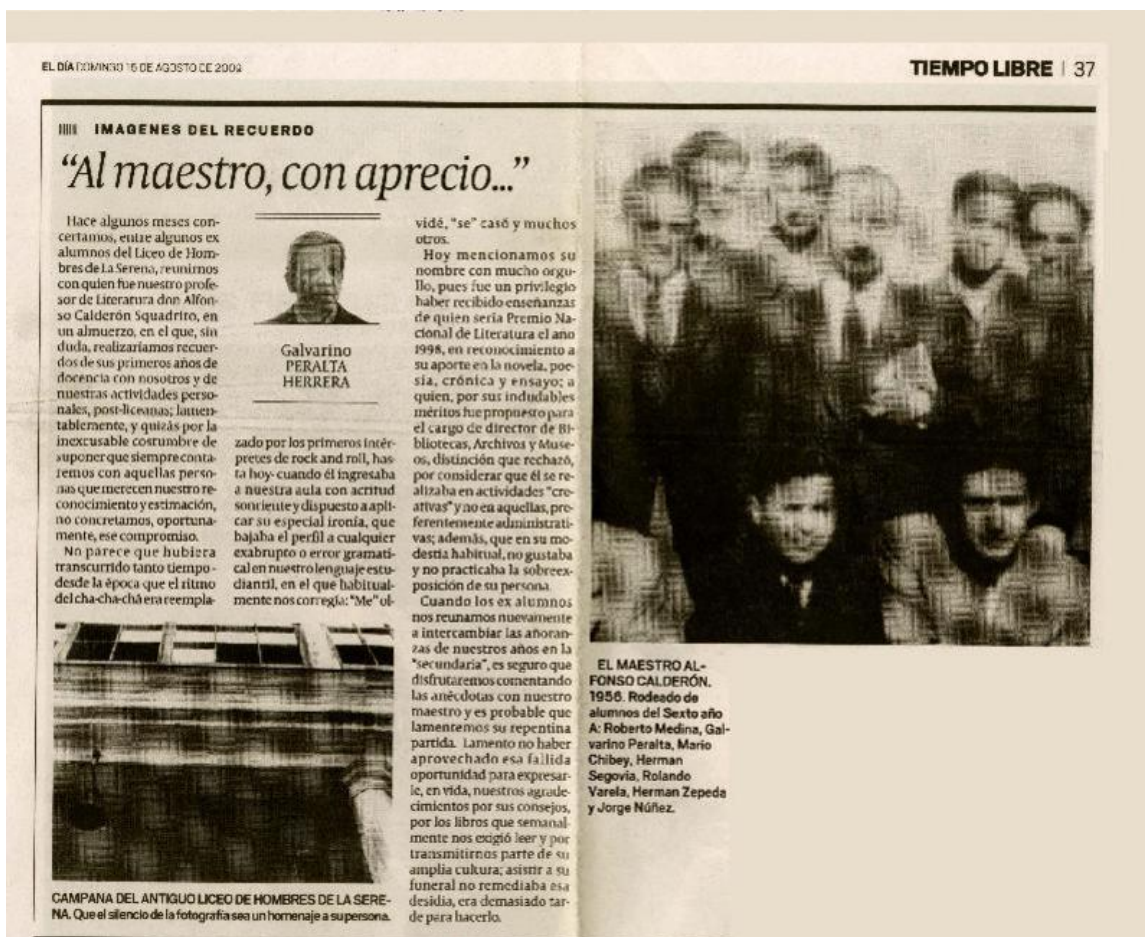 EL DÍA DOMINGO 16 DE AGOSTO DE 2009
TIEMPO LIBRE | 37
IMAGENES DEL RECUERDO
“Al maestro, con aprecio...”
Hace algunos meses con-
certamos, entre algunos ex
alumnos del Liceo de Hom-
bres de La Serena, reunirnos
con quien fue nuestro profe-
sor de Literatura don Alfon-
so Calderón Squadrito, en
un almuerzo, en el que, sin
duda, realizaríamos recuer-
dos de sus primeros años de
docencia con nosotros y de
nuestras actividades perso-
nales, post-liceanas; lamen-
tablemente, y quizás por la
inexcusable costumbre de
suponer que siempre conta-
remos con aquellas perso-
nas que merecen nuestro re-
conocimiento y estimación,
no concretamos, oportuna-
mente, ese compromiso.
No parece que hubiera
transcurrido tanto tiempo -
desde la época que el ritmo
del cha-cha-chá era reempla-
Galvarino
PERALTA
HERRERA
zado por los primeros intér-
pretes de rock and roll, has-
ta hoy- cuando él ingresaba
a nuestra aula con actitud
sonriente y dispuesto a apli-
car su especial ironía, que
bajaba el perfil a cualquier
exabrupto o error gramati-
cal en nuestro lenguaje estu-
diantil, en el que habitual-
mente nos corregía: "Me" ol-
vidé, "se" casó y muchos
otros.
Hoy mencionamos su
nombre con mucho orgu-
llo, pues fue un privilegio
haber recibido enseñanzas
de quien sería Premio Na-
cional de Literatura el año
1998, en reconocimiento a
su aporte en la novela, poe-
sía, crónica y ensayo; a
quien, por sus indudables
méritos fue propuesto para
el cargo de director de Bi-
bliotecas, Archivos y Muse-
os, distinción que rechazó,
por considerar que él se re-
alizaba en actividades "cre-
ativas" y no en aquellas, pre-
ferentemente administrati-
vas; además, que en su mo-
destia habitual, no gustaba
y no practicaba la sobreex-
posición de su persona.
Cuando los ex alumnos
nos reunamos nuevamente
a intercambiar las añoran-
zas de nuestros años en la
"secundaria", es seguro que
disfrutaremos comentando
las anécdotas con nuestro
maestro y es probable que
lamentemos su repentina
partida. Lamento no haber
aprovechado esa fallida
oportunidad para expresar-
le, en vida, nuestros agrade-
cimientos por sus consejos,
por los libros que semanal-
mente nos exigió leer y por
transmitirnos parte de su
amplia cultura; asistir a su
funeral no remediaba esa
desidia, era demasiado tar-
de para hacerlo.
CAMPANA DEL ANTIGUO LICEO DE HOMBRES DE LA SERE-
NA. Que el silencio de la fotografía sea un homenaje a su persona.
EL MAESTRO AL-
FONSO CALDERÓN.
1956. Rodeado de
alumnos del Sexto año
A: Roberto Medina, Gal-
varino Peralta, Mario
Chibey, Herman
Segovia, Rolando
Varela, Herman Zepeda
y Jorge Núñez.